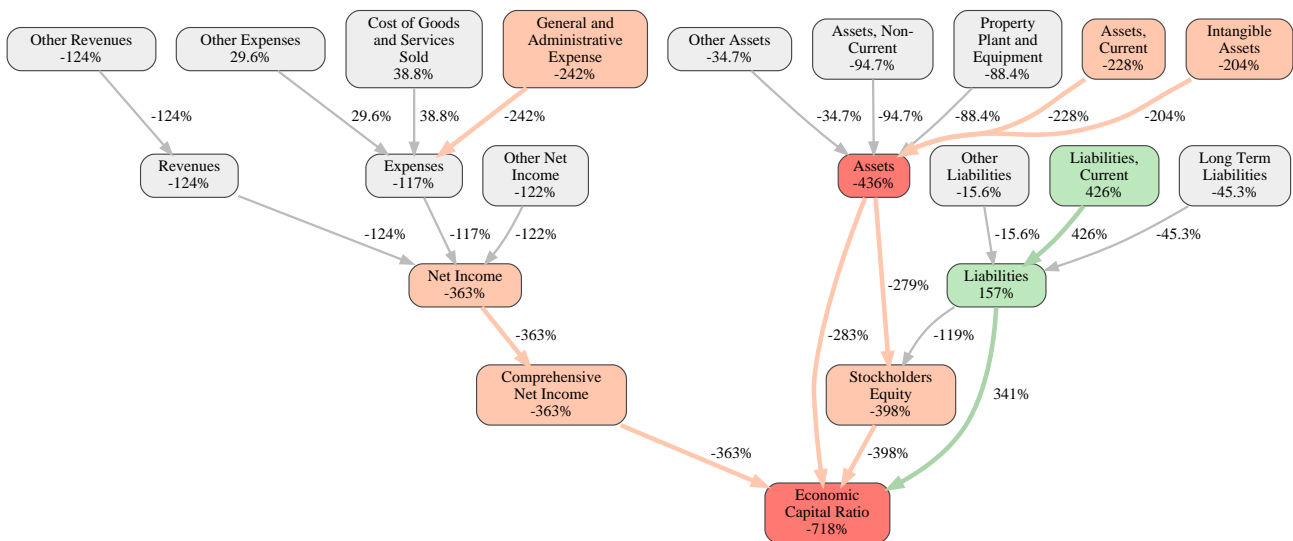 Other Revenues
-124%
Other Expenses
29.6%
Cost of Goods
and Services
Sold
38.8%
General and
Administrative
Expense
-242%
Other Assets
-34.7%
Assets, Non-
Current
-94.7%
Property
Plant and
Equipment
-88.4%
Assets,
Current
-228%
Intangible
Assets
-204%
-124%
29.6%
38.8%
-242%
-34.7%
-94.7%
-88.4%
-228%
-204%
Revenues
-124%
Expenses
-117%
Other Net
Income
-122%
Assets
-436%
Other
Liabilities
-15.6%
Liabilities,
Current
426%
Long Term
Liabilities
-45.3%
-124%
-117%
-122%
-15.6%
426%
-45.3%
Net Income
-363%
-279%
Liabilities
157%
-363%
-283%
-119%
Comprehensive
Net Income
-363%
Stockholders
Equity
-398%
341%
-363%
-398%
Economic
Capital Ratio
-718%